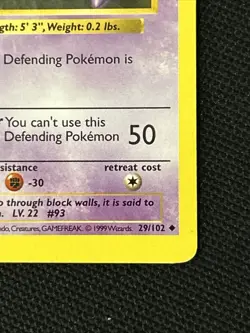 gth: 5' 3", Weight: 0.2 lbs.
Defending Pokémon is
You can't use this
Defending Pokémon 50
sistance retreat cost
-30
o through block walls, it is said to
n. LV. 22 #93
ndo, Creatures, GAMEFREAK. © 1999 Wizards. 29/102